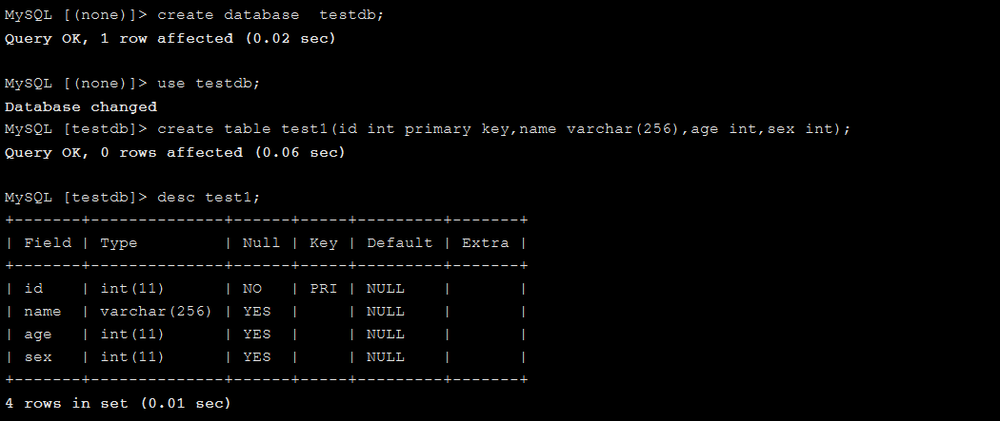 MySQL [(none)]> create database  testdb;
Query OK, 1 row affected (0.02 sec)
MySQL [(none)]> use testdb;
Database changed
MySQL [testdb]> create table test1(id int primary key,name varchar(256),age int,sex int);
Query OK, 0 rows affected (0.06 sec)
MySQL [testdb]> desc test1;
+-------+--------------+------+-----+---------+-------+
| Field | Type         | Null | Key | Default | Extra |
+-------+--------------+------+-----+---------+-------+
| id    | int(11)      | NO   | PRI | NULL    |       |
| name  | varchar(256) | YES  |     | NULL    |       |
| age   | int(11)      | YES  |     | NULL    |       |
| sex   | int(11)      | YES  |     | NULL    |       |
+-------+--------------+------+-----+---------+-------+
4 rows in set (0.01 sec)